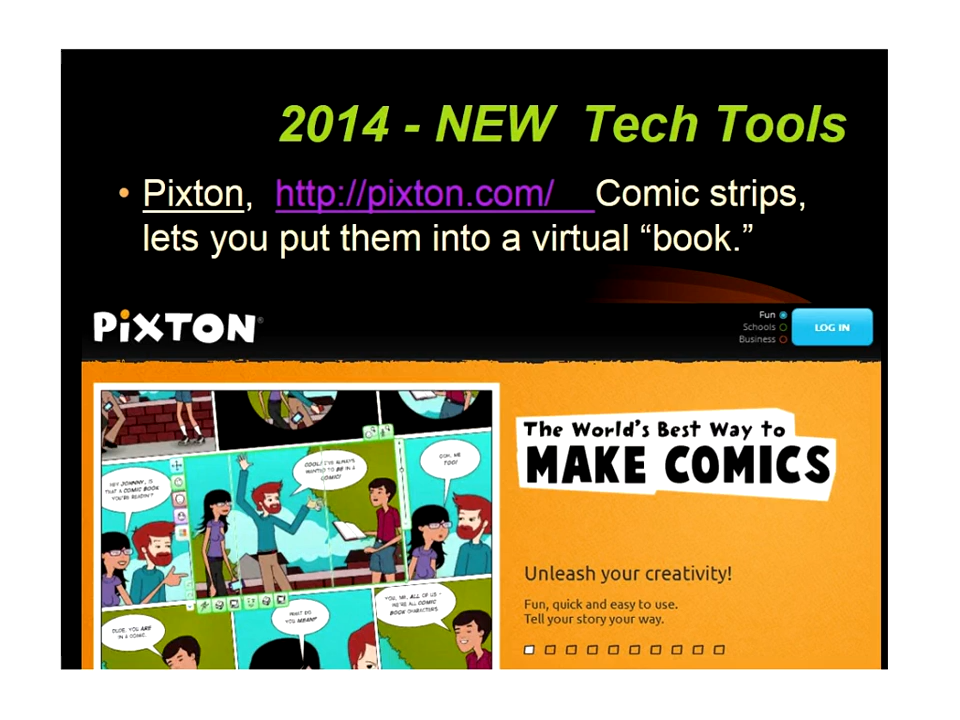 2014 - NEW  Tech Tools
• Pixton,  http://pixton.com/    Comic strips,
lets you put them into a virtual “book.”
PiXTON®
Fun
Schools
Business
LOG IN
The World's Best Way to
MAKE COMICS
HEY JOHNNY, IS
THAT A COMIC BOOK
YOU'RE READIN'?
COOL! I'VE ALWAYS
WANTED TO BE IN A
COMIC!
OOH, ME
TOO!
Unleash your creativity!
Fun, quick and easy to use.
Tell your story your way.
DUDE, YOU ARE
IN A COMIC.
WHAT DO
YOU MEAN?
YOU, ME, ALL OF US -
WE'RE ALL COMIC
BOOK CHARACTERS.